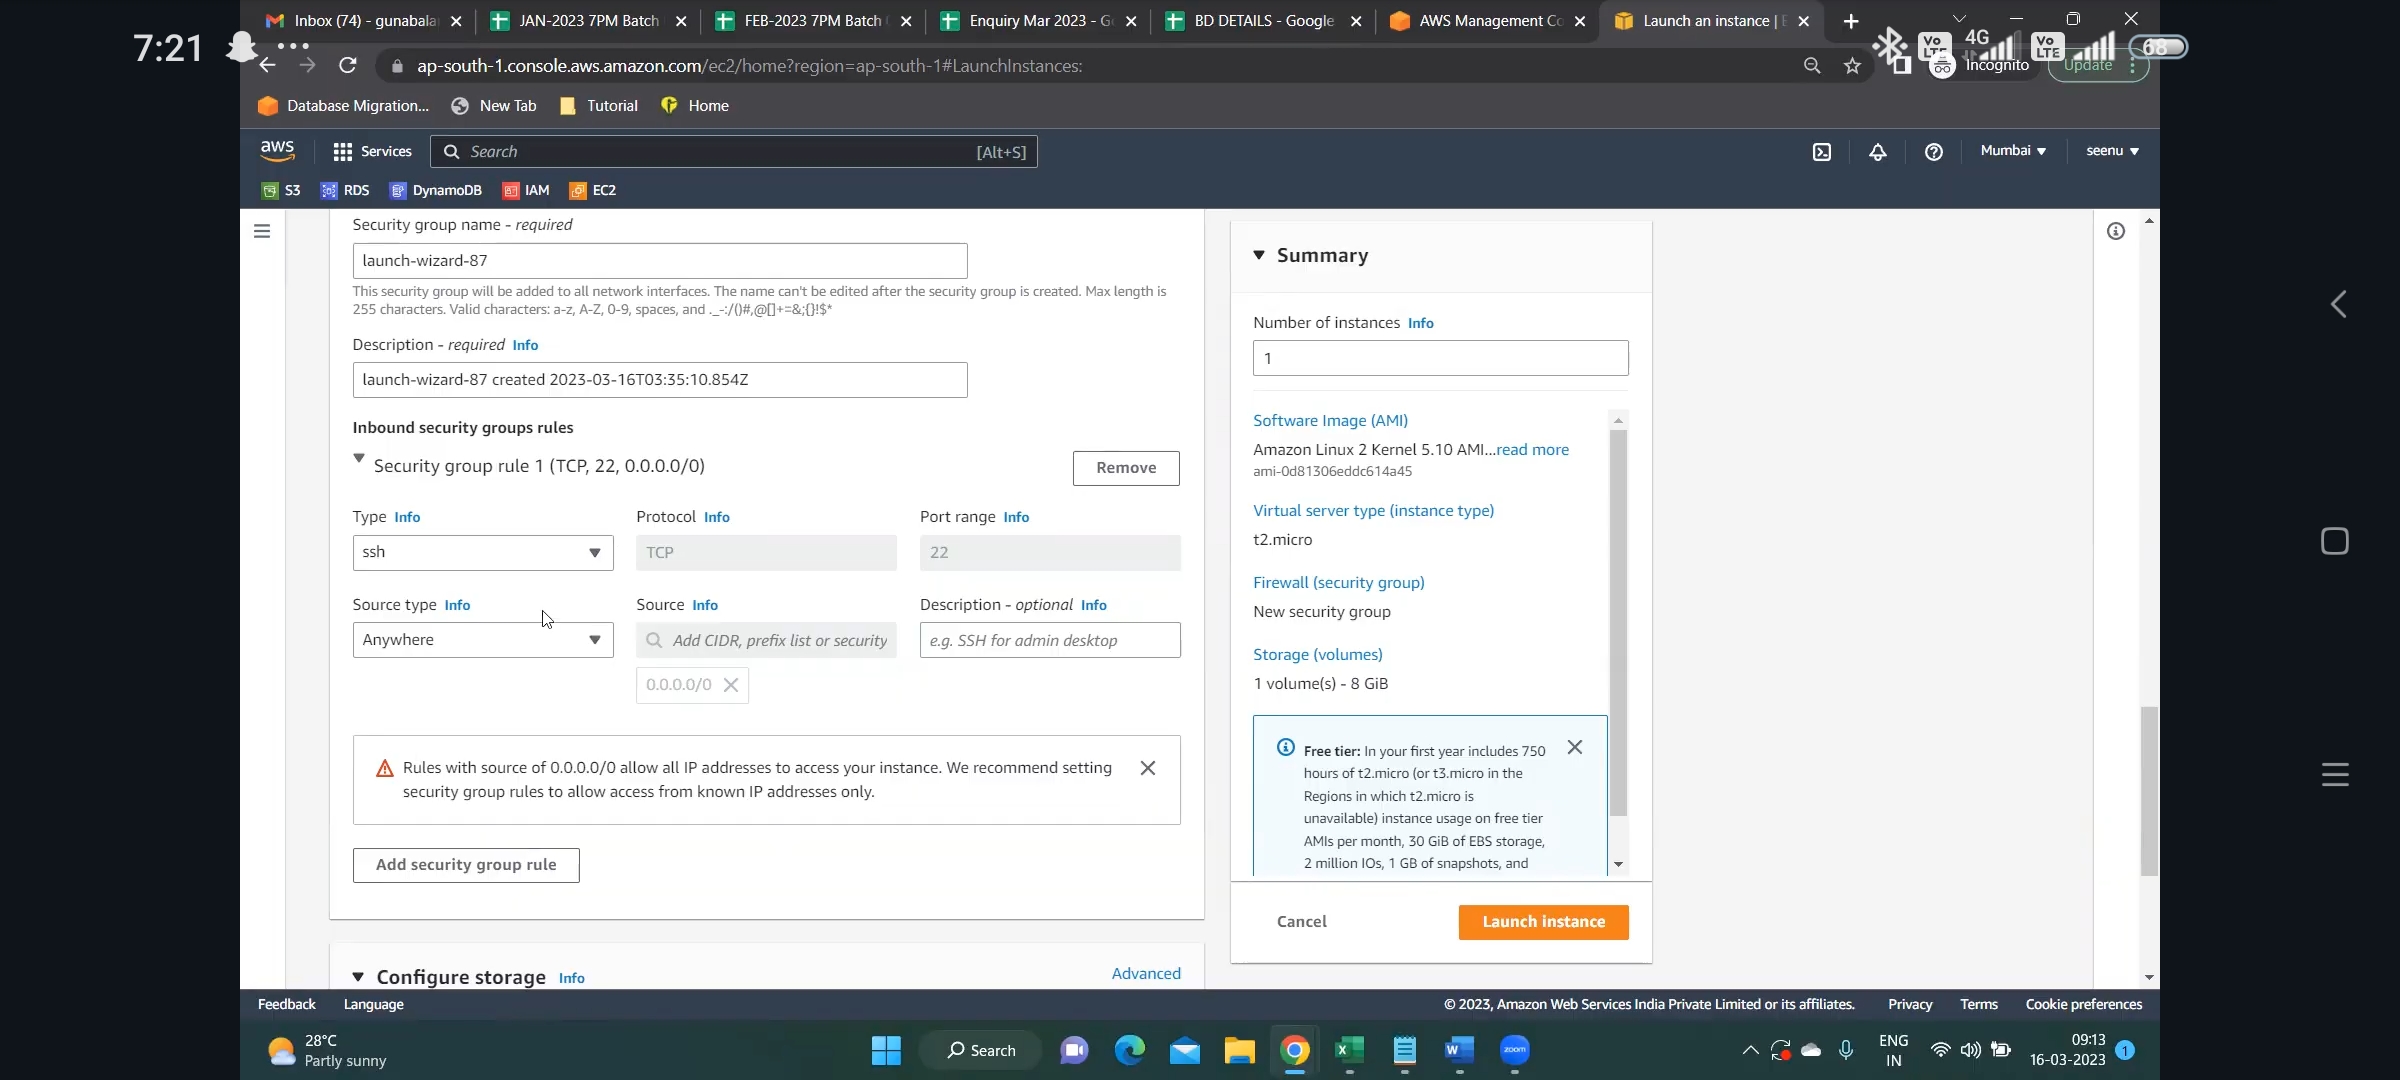 7:21
Inbox (74) - gunabala
JAN-2023 7PM Batch
FEB-2023 7PM Batch
Enquiry Mar 2023 - G
BD DETAILS - Google
AWS Management Co
Launch an instance | E
Vo LTE
4G
Vo LTE
68
ap-south-1.console.aws.amazon.com/ec2/home?region=ap-south-1#LaunchInstances:
Incognito
Update
Database Migration...
New Tab
Tutorial
Home
aws
Services
Search
[Alt+S]
Mumbai
seenu
S3
RDS
DynamoDB
IAM
EC2
Security group name - required
launch-wizard-87
This security group will be added to all network interfaces. The name can't be edited after the security group is created. Max length is
255 characters. Valid characters: a-z, A-Z, 0-9, spaces, and ._-:/()#,@[]+=&;{}!$*
Description - required Info
launch-wizard-87 created 2023-03-16T03:35:10.854Z
Inbound security groups rules
Security group rule 1 (TCP, 22, 0.0.0.0/0)
Remove
Type Info
Protocol Info
Port range Info
ssh
TCP
22
Source type Info
Source Info
Description - optional Info
Anywhere
Add CIDR, prefix list or security
e.g. SSH for admin desktop
0.0.0.0/0
Rules with source of 0.0.0.0/0 allow all IP addresses to access your instance. We recommend setting
security group rules to allow access from known IP addresses only.
Add security group rule
Configure storage Info
Advanced
Summary
Number of instances Info
1
Software Image (AMI)
Amazon Linux 2 Kernel 5.10 AMI...read more
ami-0d81306eddc614a45
Virtual server type (instance type)
t2.micro
Firewall (security group)
New security group
Storage (volumes)
1 volume(s) - 8 GiB
Free tier: In your first year includes 750
hours of t2.micro (or t3.micro in the
Regions in which t2.micro is
unavailable) instance usage on free tier
AMIs per month, 30 GiB of EBS storage,
2 million IOs, 1 GB of snapshots, and
Cancel
Launch instance
Feedback
Language
© 2023, Amazon Web Services India Private Limited or its affiliates.
Privacy
Terms
Cookie preferences
28°C
Partly sunny
Search
zoom
ENG
IN
09:13
16-03-2023
1